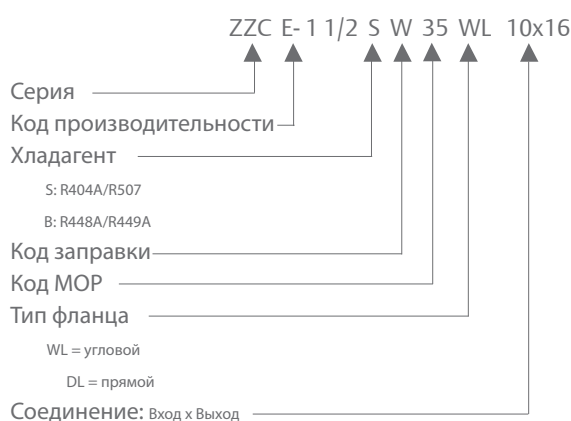 ZZC E- 1 1/2 S W 35 WL 10x16
Серия
Код производительности
Хладагент
S: R404A/R507
B: R448A/R449A
Код заправки
Код МОР
Тип фланца
WL = угловой
DL = прямой
Соединение: Вход x Выход